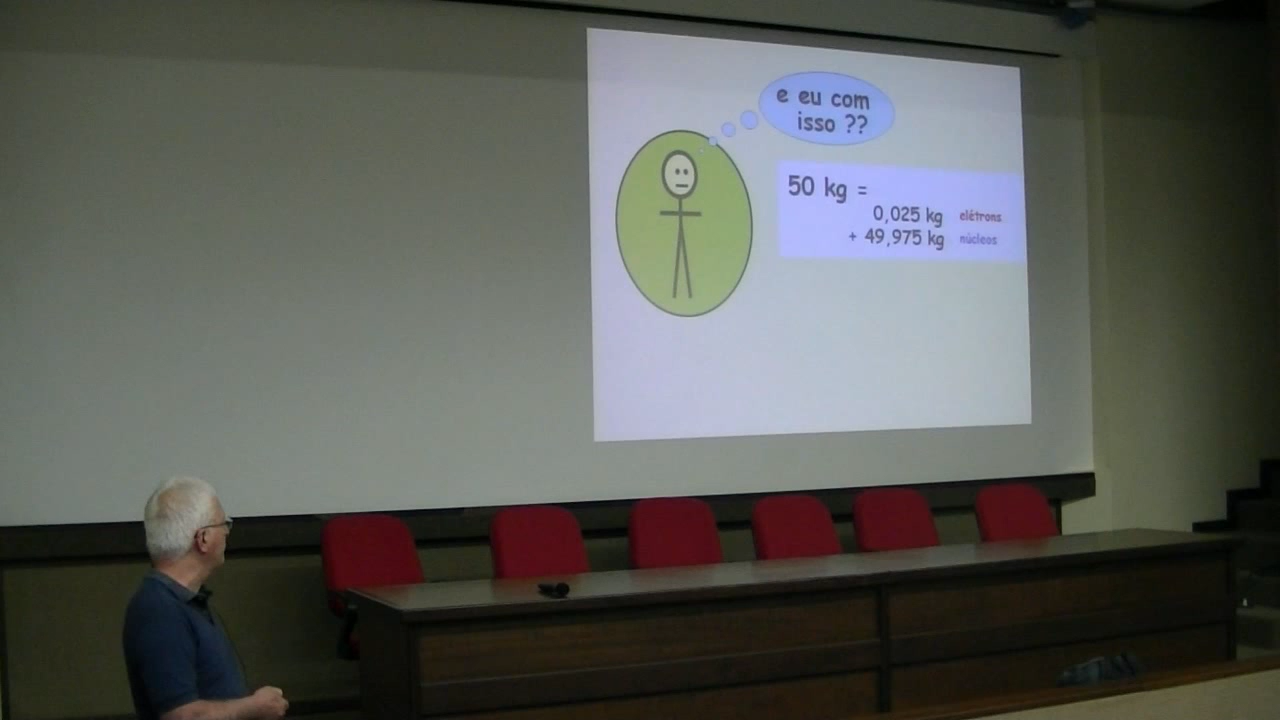 e eu com
isso ??
50 kg =
0,025 kg elétrons
+ 49,975 kg núcleos